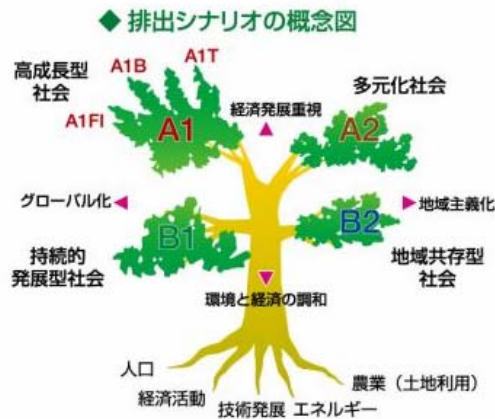 ◆ 排出シナリオの概念図
高成長型
社会
A1B
A1T
A1FI
A1
経済発展重視
多元化社会
A2
グローバル化
地域主義化
B1
B2
持続的
発展型社会
地域共存型
社会
環境と経済の調和
人口
経済活動
技術発展
エネルギー
農業（土地利用）